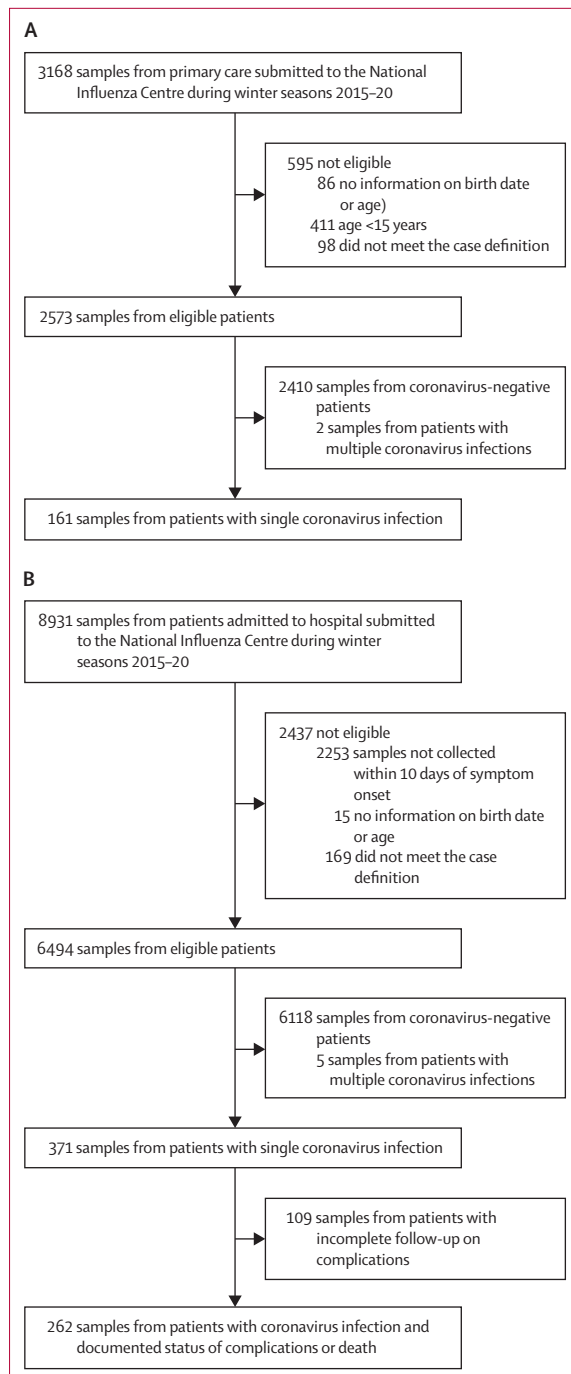 A
3168 samples from primary care submitted to the National
Influenza Centre during winter seasons 2015–20
595 not eligible
86 no information on birth date
or age)
411 age <15 years
98 did not meet the case definition
2573 samples from eligible patients
2410 samples from coronavirus-negative
patients
2 samples from patients with
multiple coronavirus infections
161 samples from patients with single coronavirus infection
B
8931 samples from patients admitted to hospital submitted
to the National Influenza Centre during winter
seasons 2015–20
2437 not eligible
2253 samples not collected
within 10 days of symptom
onset
15 no information on birth date
or age
169 did not meet the case
definition
6494 samples from eligible patients
6118 samples from coronavirus-negative
patients
5 samples from patients with
multiple coronavirus infections
371 samples from patients with single coronavirus infection
109 samples from patients with
incomplete follow-up on
complications
262 samples from patients with coronavirus infection and
documented status of complications or death